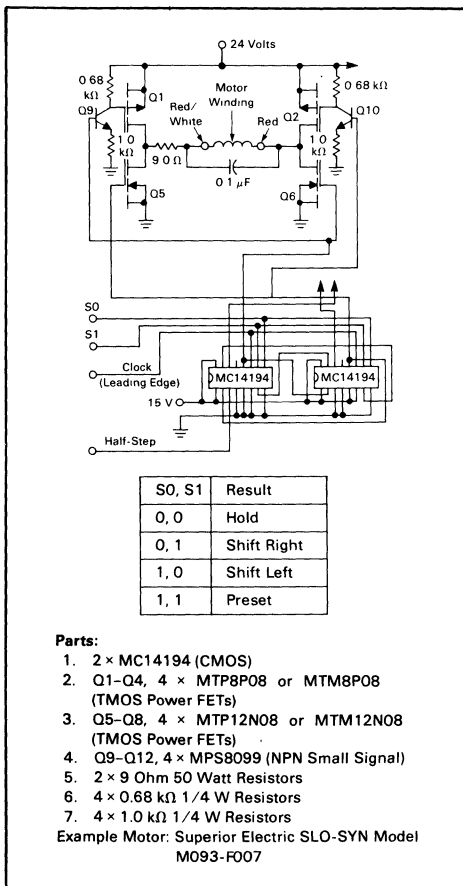 24 Volts
0 68 kΩ
Q1
Q9
1 0 kΩ
Red/ White
Motor Winding
Red
Q2
0 68 kΩ
Q10
1 0 kΩ
9 0 Ω
0 1 μF
Q5
Q6
S0
S1
Clock
(Leading Edge)
MC14194
MC14194
15 V
Half-Step
S0, S1 Result
0, 0 Hold
0, 1 Shift Right
1, 0 Shift Left
1, 1 Preset
Parts:
1. 2 × MC14194 (CMOS)
2. Q1–Q4, 4 × MTP8P08 or MTM8P08
(TMOS Power FETs)
3. Q5–Q8, 4 × MTP12N08 or MTM12N08
(TMOS Power FETs)
4. Q9–Q12, 4 × MPS8099 (NPN Small Signal)
5. 2 × 9 Ohm 50 Watt Resistors
6. 4 × 0.68 kΩ 1/4 W Resistors
7. 4 × 1.0 kΩ 1/4 W Resistors
Example Motor: Superior Electric SLO-SYN Model
M093-F007